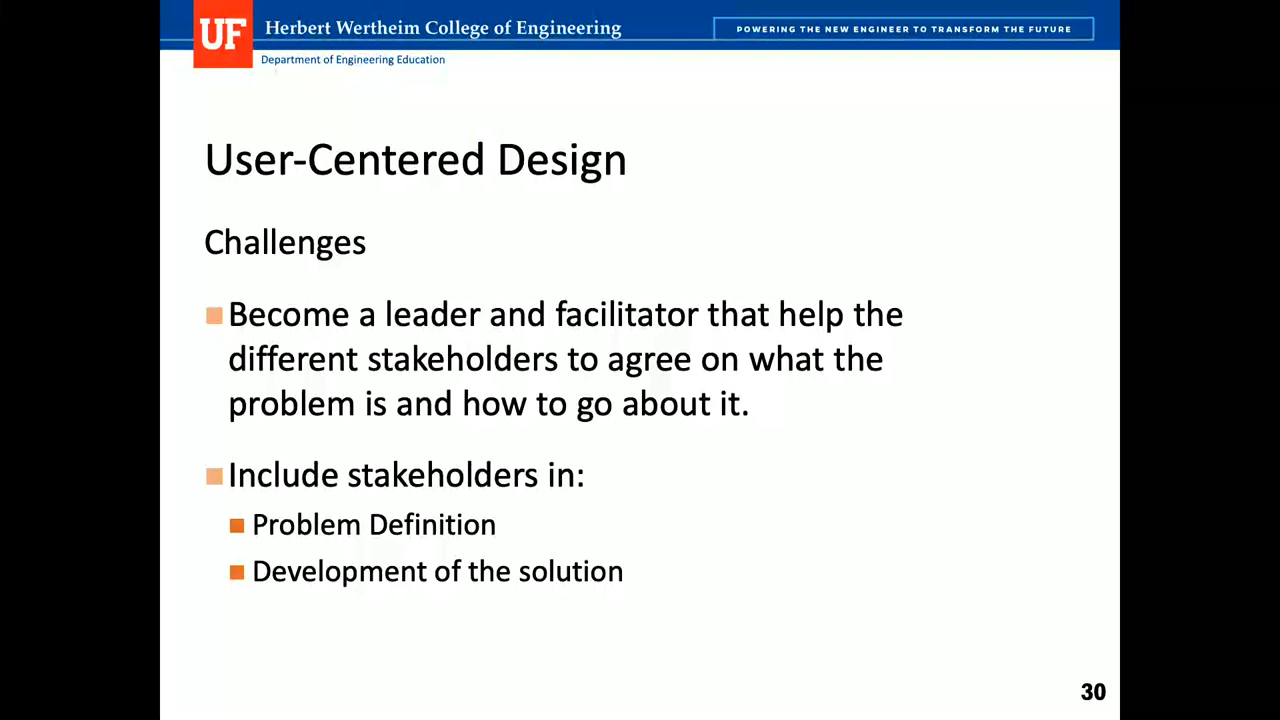 UF
Herbert Wertheim College of Engineering
POWERING THE NEW ENGINEER TO TRANSFORM THE FUTURE
Department of Engineering Education
User-Centered Design
Challenges
Become a leader and facilitator that help the
different stakeholders to agree on what the
problem is and how to go about it.
Include stakeholders in:
Problem Definition
Development of the solution
30